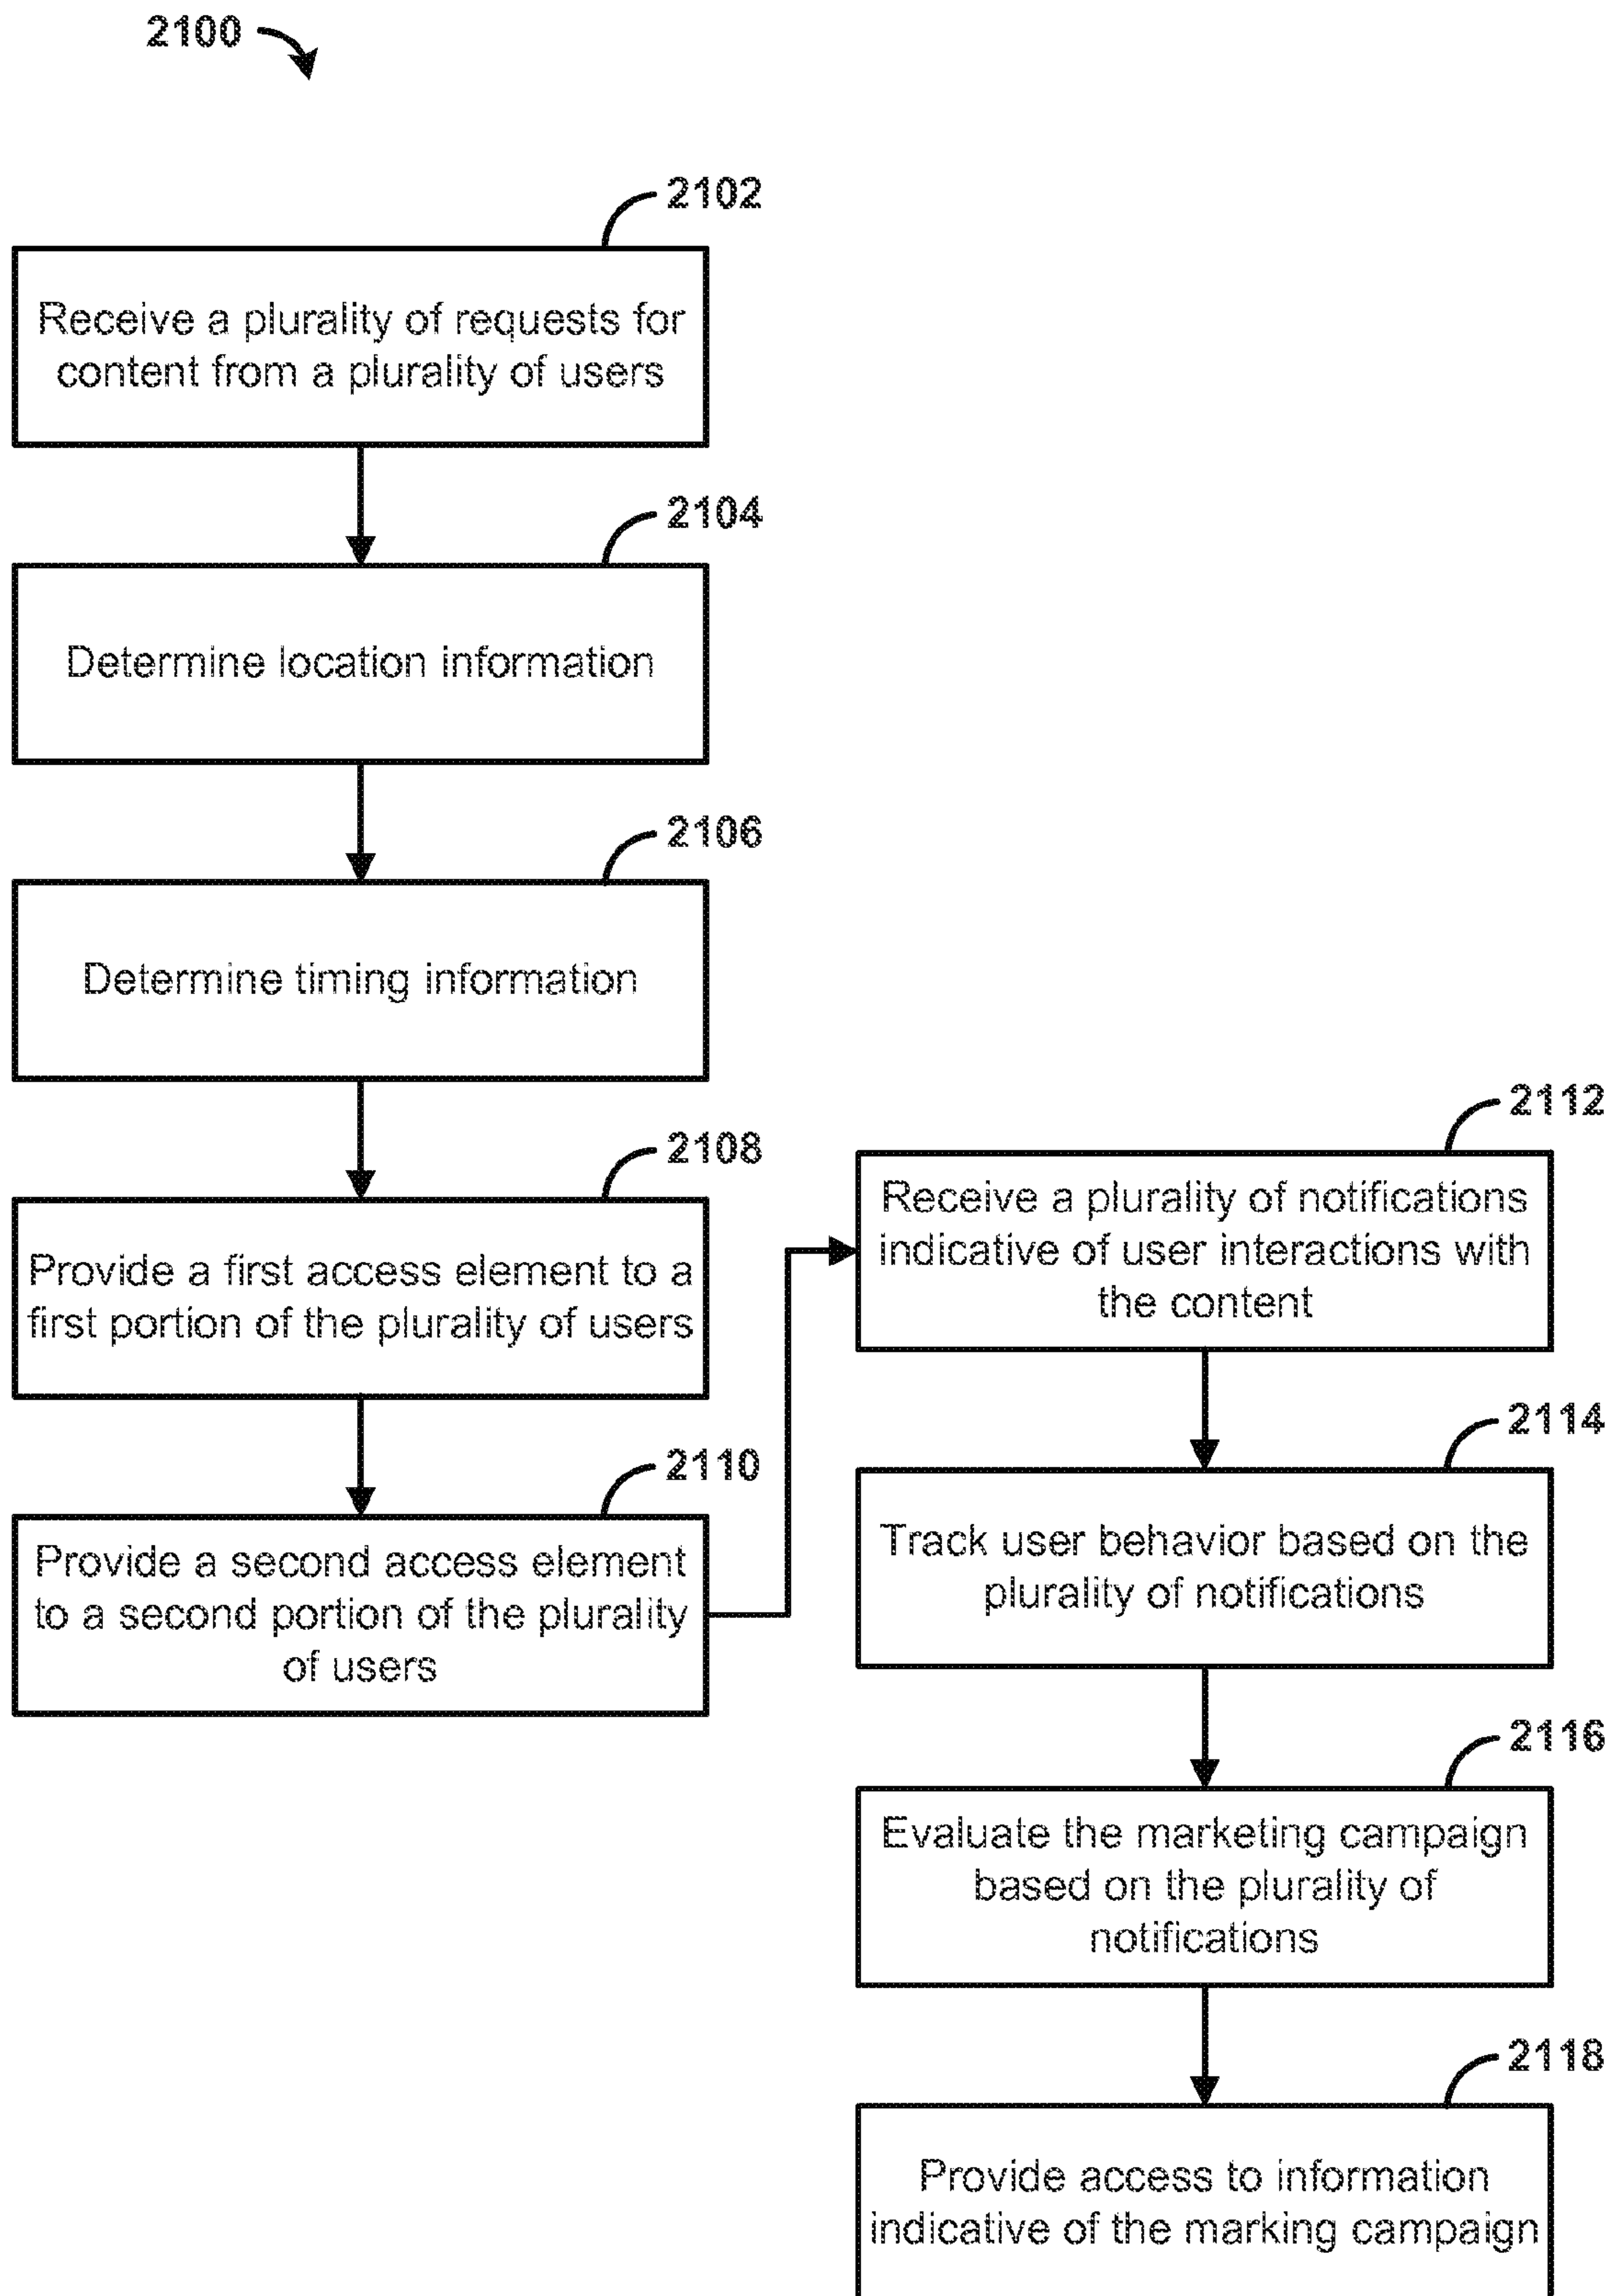 2100
2102
Receive a plurality of requests for
content from a plurality of users
2104
Determine location information
2106
Determine timing information
2108
Provide a first access element to a
first portion of the plurality of users
2110
Provide a second access element
to a second portion of the plurality
of users
2112
Receive a plurality of notifications
indicative of user interactions with
the content
2114
Track user behavior based on the
plurality of notifications
2116
Evaluate the marketing campaign
based on the plurality of
notifications
2118
Provide access to information
indicative of the marking campaign